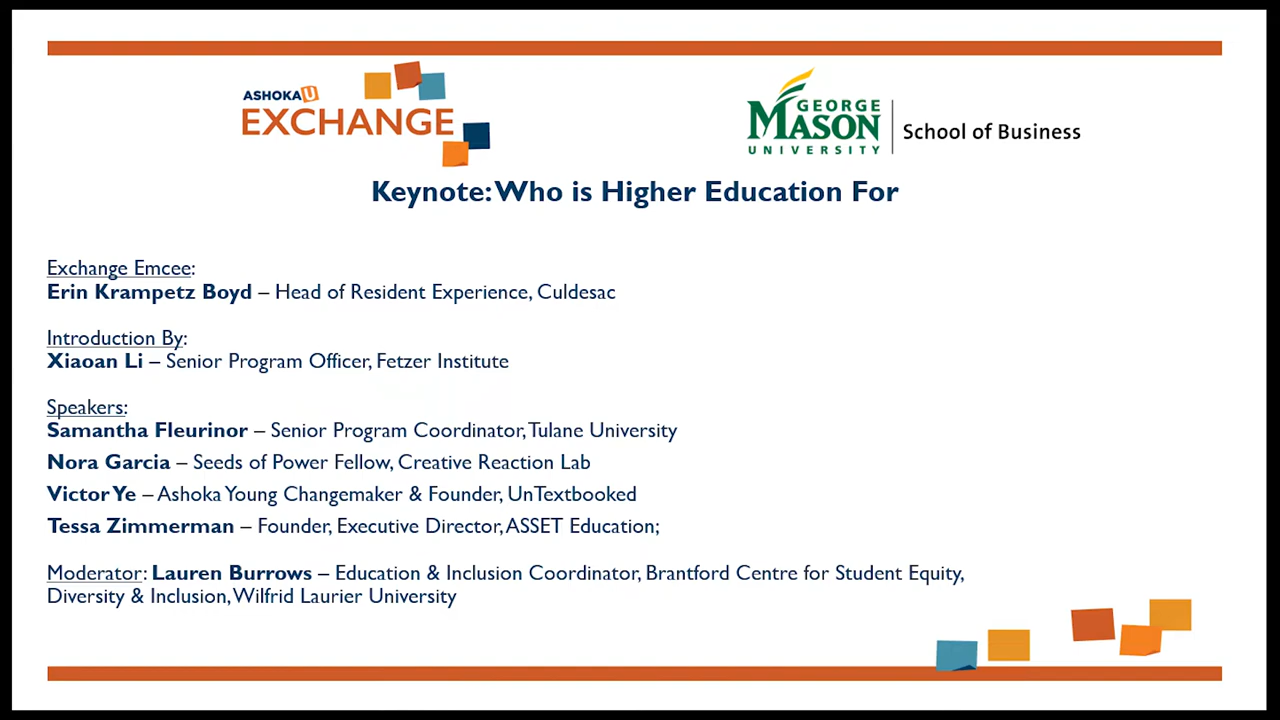 ASHOKA U
EXCHANGE
GEORGE
MASON
UNIVERSITY
School of Business
Keynote: Who is Higher Education For
Exchange Emcee:
Erin Krampetz Boyd – Head of Resident Experience, Culdesac
Introduction By:
Xiaoan Li – Senior Program Officer, Fetzer Institute
Speakers:
Samantha Fleurinor – Senior Program Coordinator, Tulane University
Nora Garcia – Seeds of Power Fellow, Creative Reaction Lab
Victor Ye – Ashoka Young Changemaker & Founder, UnTextbooked
Tessa Zimmerman – Founder, Executive Director, ASSET Education;
Moderator: Lauren Burrows – Education & Inclusion Coordinator, Brantford Centre for Student Equity,
Diversity & Inclusion, Wilfrid Laurier University